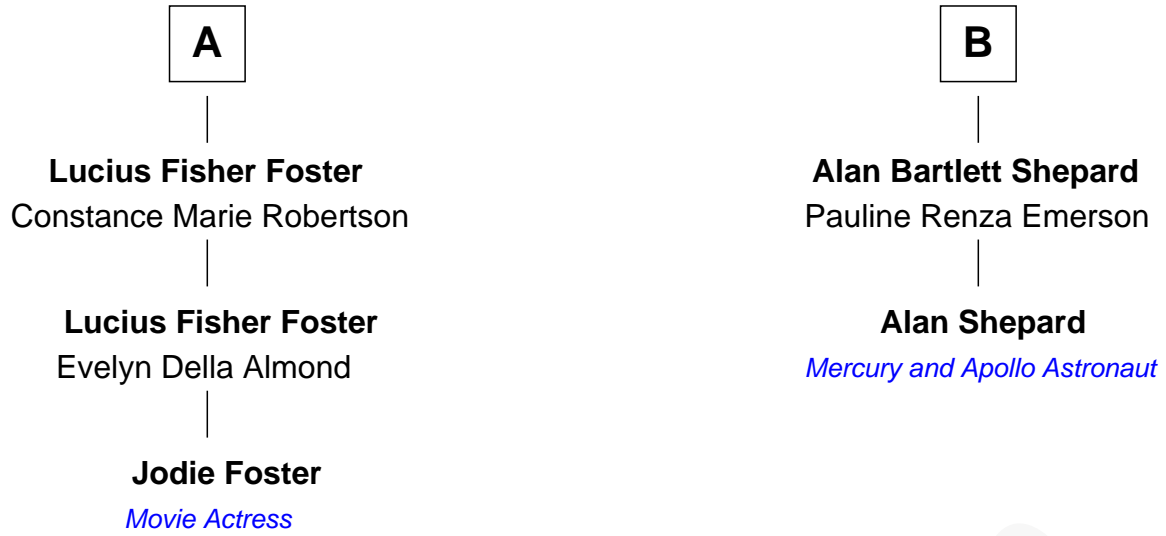 A
B
Lucius Fisher Foster
Constance Marie Robertson
Alan Bartlett Shepard
Pauline Renza Emerson
Lucius Fisher Foster
Evelyn Della Almond
Alan Shepard
Mercury and Apollo Astronaut
Jodie Foster
Movie Actress